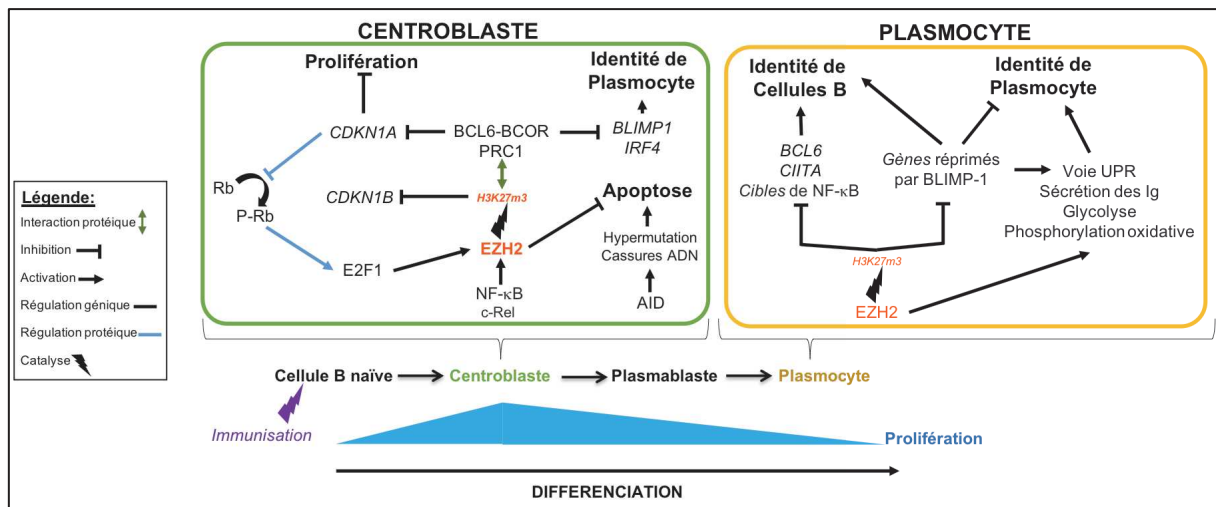 CENTROBLASTE
Prolifération
Identité de
Plasmocyte
CDKN1A
BCL6-BCOR
PRC1
BLIMP1
IRF4
Rb
P-Rb
CDKN1B
H3K27m3
Apoptose
E2F1
EZH2
Hypermutation
Cassures ADN
NF-κB
c-Rel
AID
PLASMOCYTE
Identité de
Cellules B
Identité de
Plasmocyte
BCL6
CIITA
Cibles de NF-κB
Gènes réprimés
par BLIMP-1
Voie UPR
Sécrétion des Ig
Glycolyse
Phosphorylation oxidative
H3K27m3
EZH2
Légende:
Interaction protéique
Inhibition
Activation
Régulation génique
Régulation protéique
Catalyse
Cellule B naïve
Centroblaste
Plasmablaste
Plasmocyte
Immunisation
Prolifération
DIFFERENCIATION